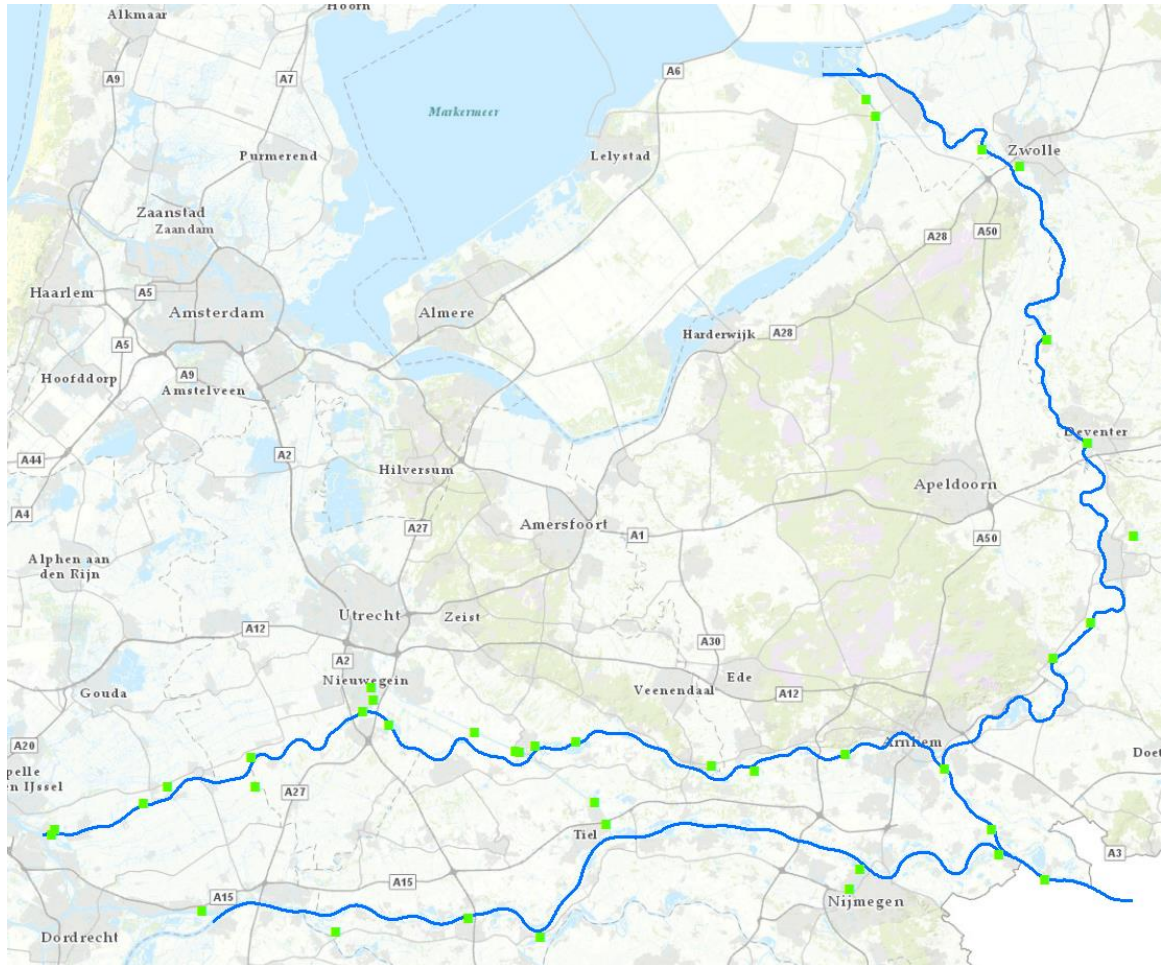 Alkmaar
Hoorn
A9
A7
A6
Markermeer
Purmerend
Lelystad
Zwolle
Zaanstad
Zaandam
A28
A50
Haarlem
A5
Amsterdam
Almere
Harderwijk
A28
A5
Hoofddorp
A9
Amstelveen
Deventer
A44
A2
Hilversum
Apeldoorn
A4
A27
Amersfoort
A1
A50
Alphen aan
den Rijn
Utrecht
Zeist
A12
A30
A2
Nieuwegein
Ede
Gouda
Veenendaal
A12
A20
Arnhem
Doet
pelle
n IJssel
A27
Tiel
A3
A15
A15
Nijmegen
Dordrecht